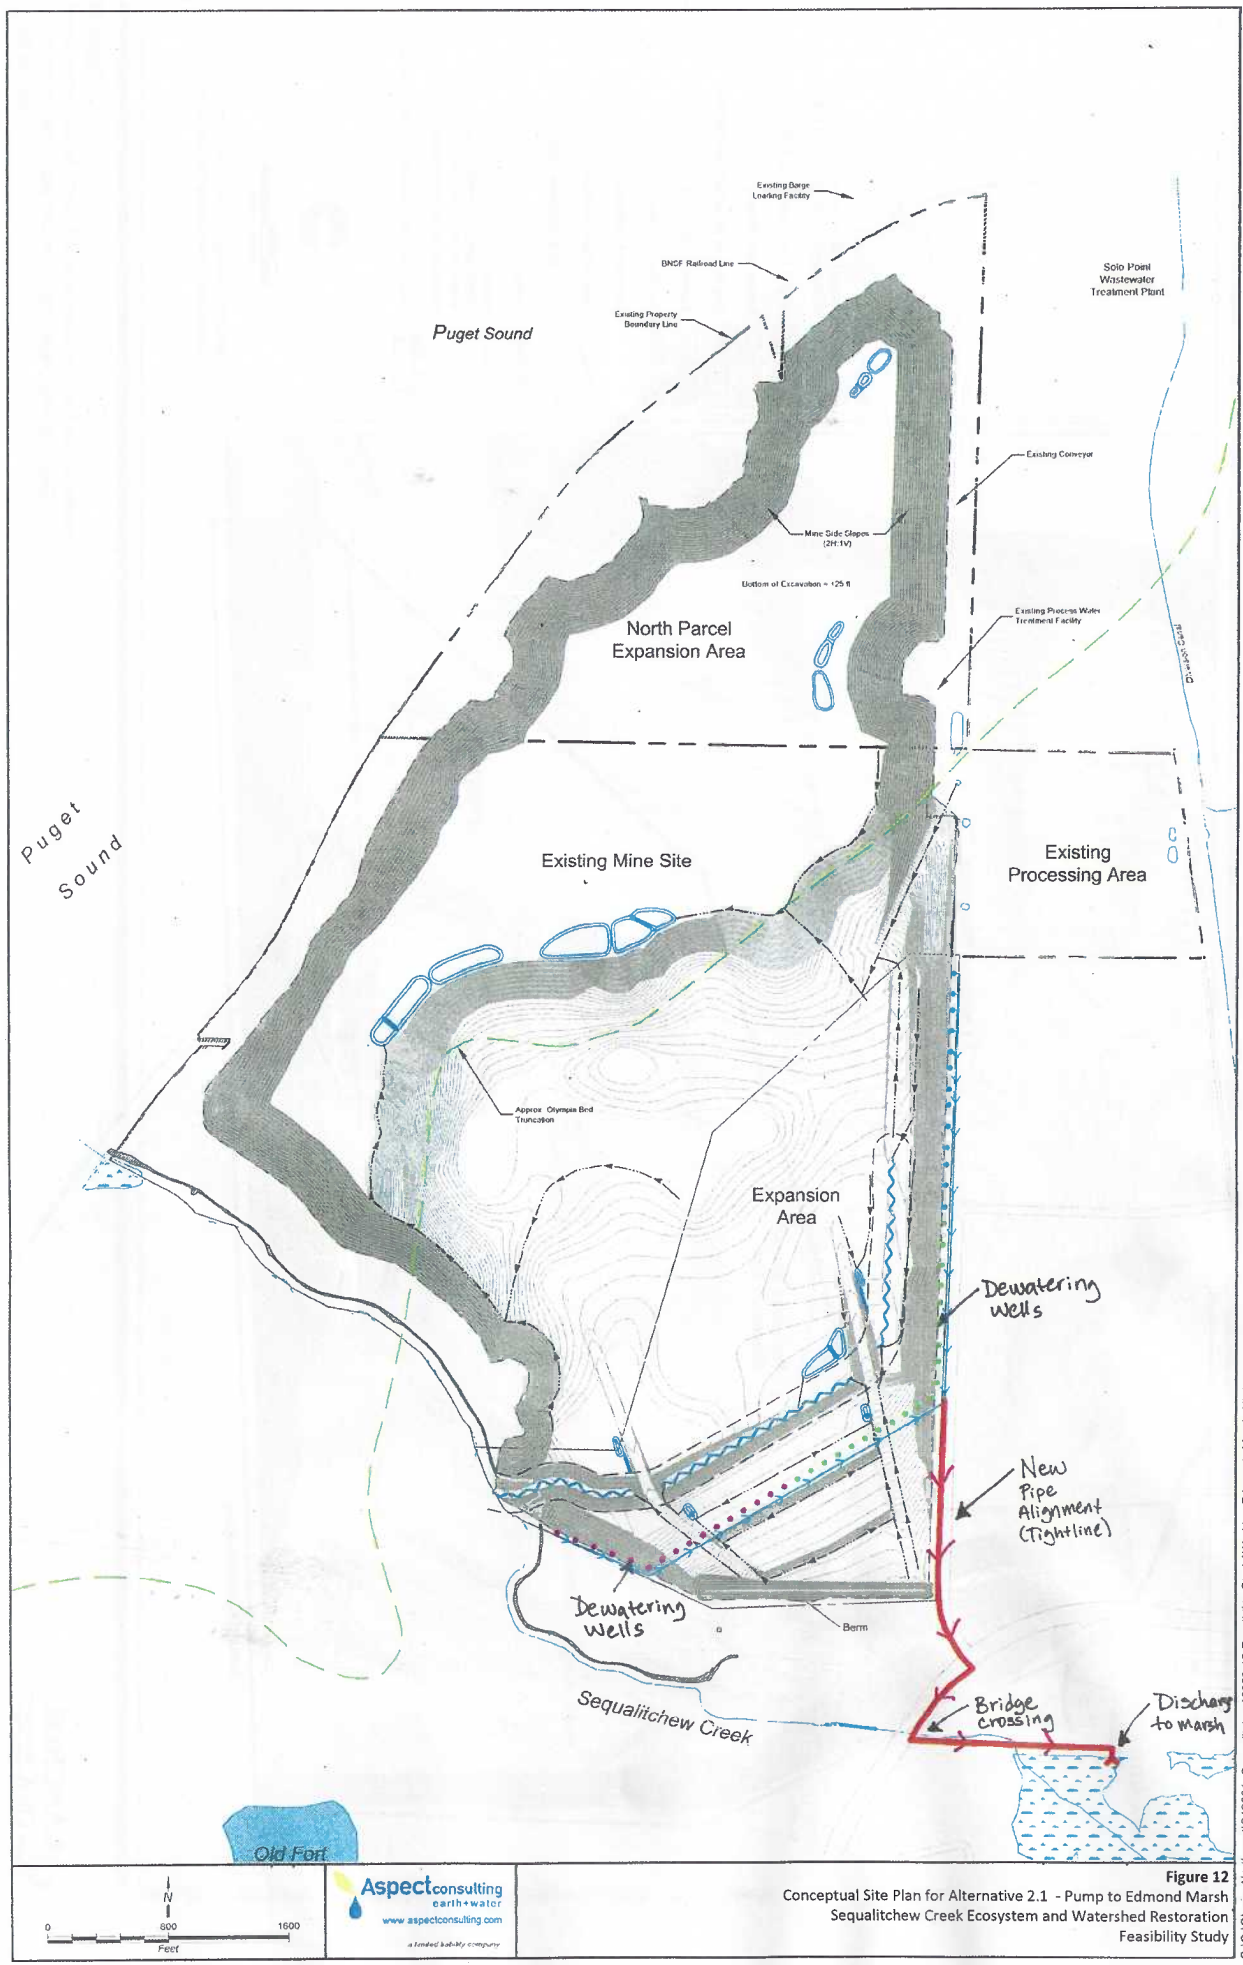 Existing Barge
Loading Facility
BNSF Railroad Line
Existing Property
Boundary Line
Puget Sound
Solo Point
Wastewater
Treatment Plant
Existing Conveyor
Mine Side Slopes
(2H:1V)
Bottom of Excavation = +25 ft
North Parcel
Expansion Area
Existing Process Water
Treatment Facility
Diversion Canal
Puget
Sound
Existing Mine Site
Existing
Processing Area
Approx. Olympia Bed
Truncation
Expansion
Area
Dewatering
Wells
New
Pipe
Alignment
(Tightline)
Dewatering
Wells
Berm
Sequalitchew Creek
Bridge
Crossing
Discharge
to marsh
Old Fort
N
0 800 1600
Feet
Aspect consulting
earth+water
www.aspectconsulting.com
a limited liability company
Figure 12
Conceptual Site Plan for Alternative 2.1 - Pump to Edmond Marsh
Sequalitchew Creek Ecosystem and Watershed Restoration
Feasibility Study